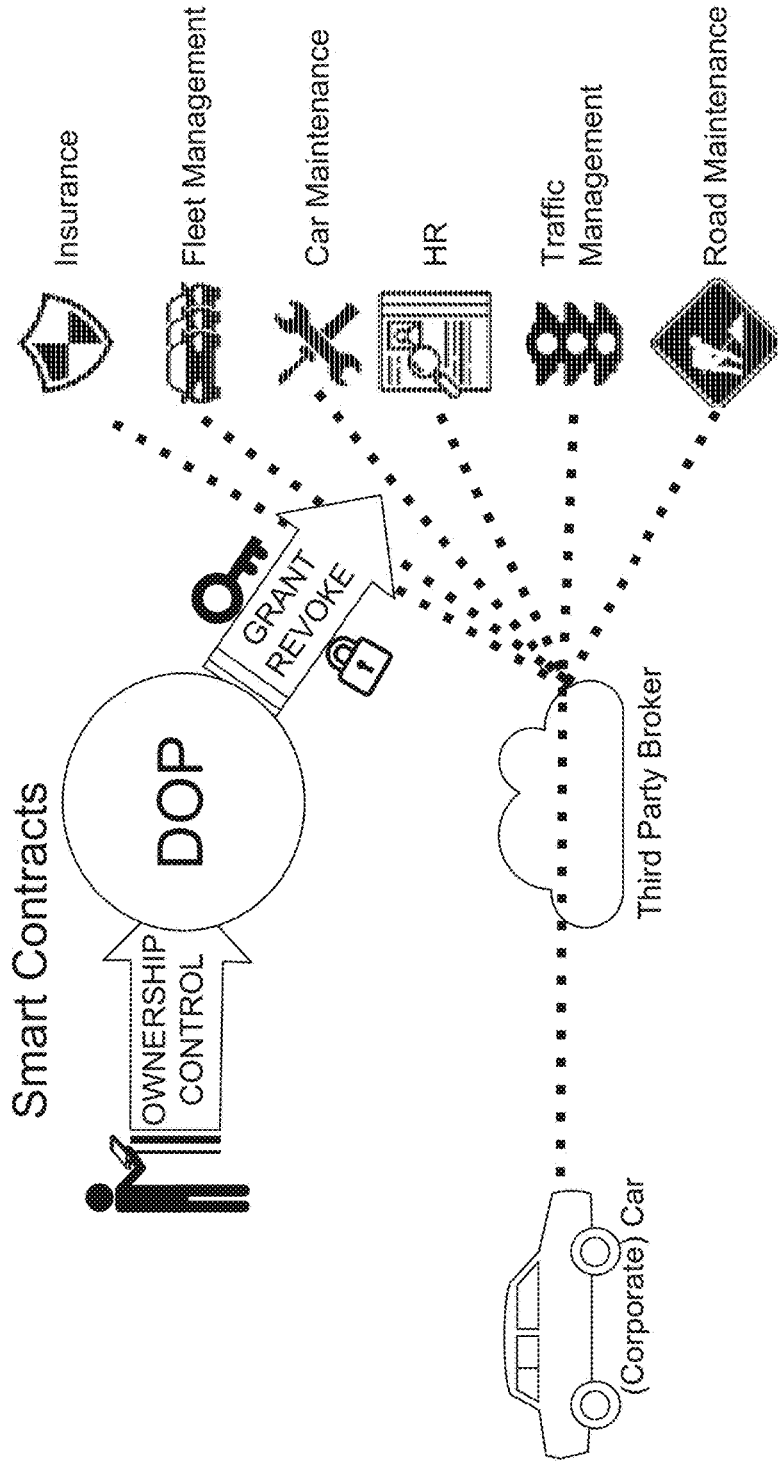 Smart Contracts
OWNERSHIP
CONTROL
DOP
GRANT
REVOKE
Insurance
Fleet Management
Car Maintenance
HR
Traffic
Management
Road Maintenance
Third Party Broker
(Corporate) Car